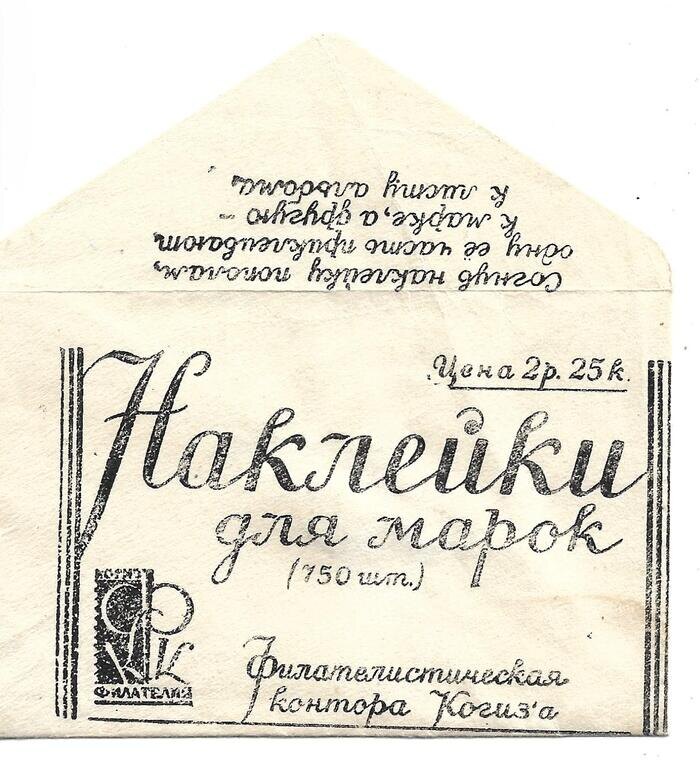 Согнув наклейку пополам,
одну её часть приклеивают
к марке, а другую –
к листу альбома.
Цена 2р. 25к.
Наклейки
для марок
(750 шт.)
КОГИЗ
ФК
ФИЛАТЕЛИЯ
Филателистическая
контора Когиз'а